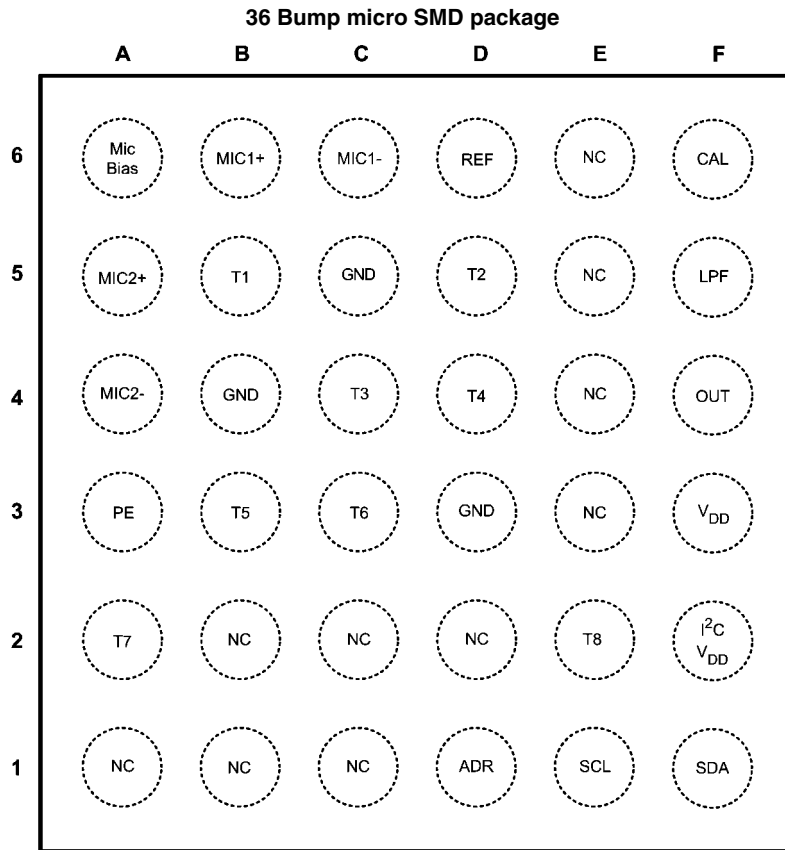 36 Bump micro SMD package
A B C D E F
6 Mic Bias MIC1+ MIC1- REF NC CAL
5 MIC2+ T1 GND T2 NC LPF
4 MIC2- GND T3 T4 NC OUT
3 PE T5 T6 GND NC VDD
2 T7 NC NC NC T8 I²C VDD
1 NC NC NC ADR SCL SDA